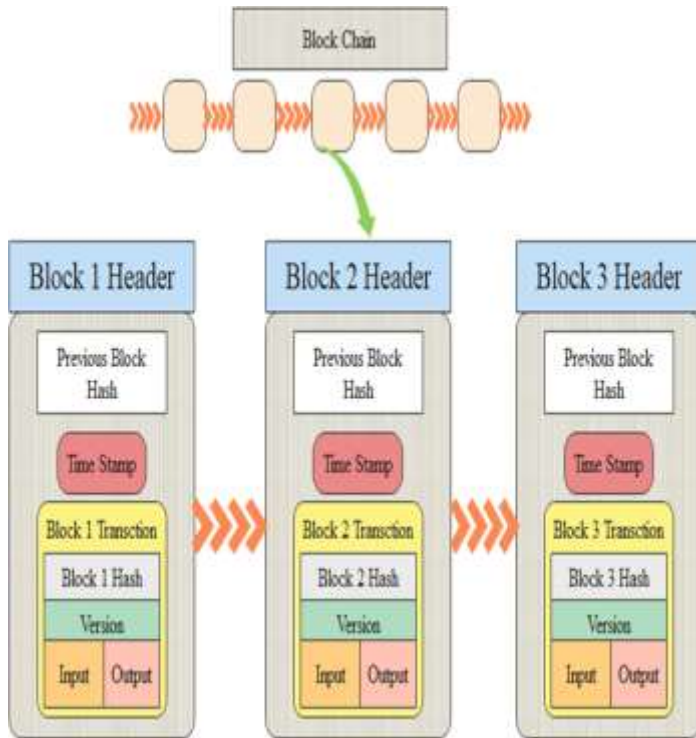 Block Chain
Block 1 Header
Previous Block
Hash
Time Stamp
Block 1 Transction
Block 1 Hash
Version
Input
Output
Block 2 Header
Previous Block
Hash
Time Stamp
Block 2 Transction
Block 2 Hash
Version
Input
Output
Block 3 Header
Previous Block
Hash
Time Stamp
Block 3 Transction
Block 3 Hash
Version
Input
Output